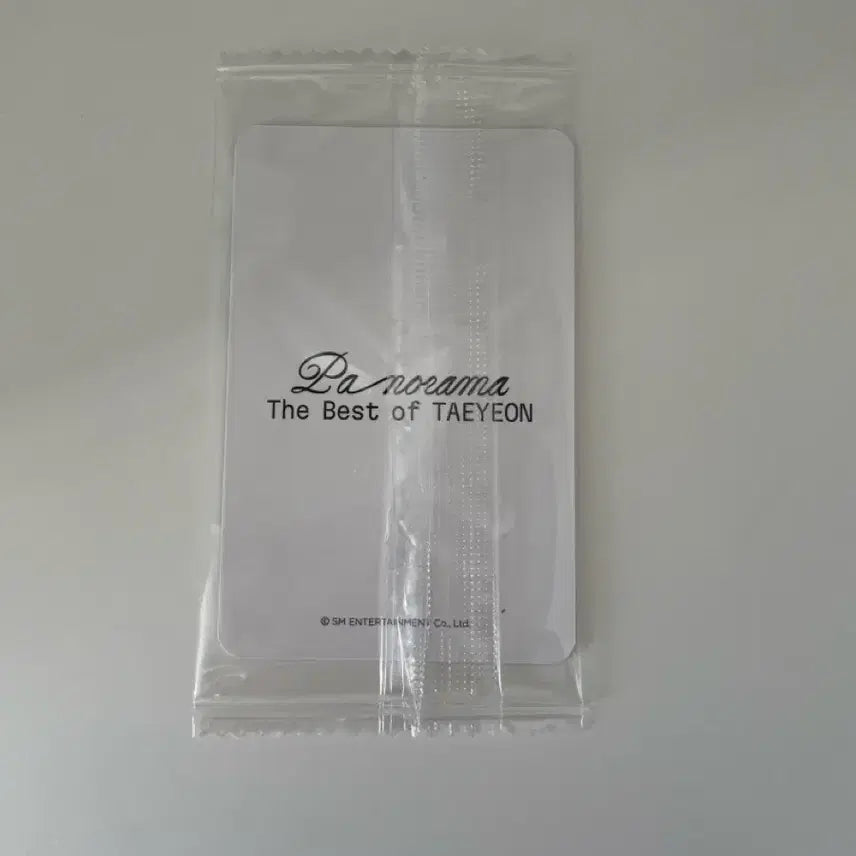 Panorama
The Best of TAEYEON
© SM ENTERTAINMENT Co., Ltd.